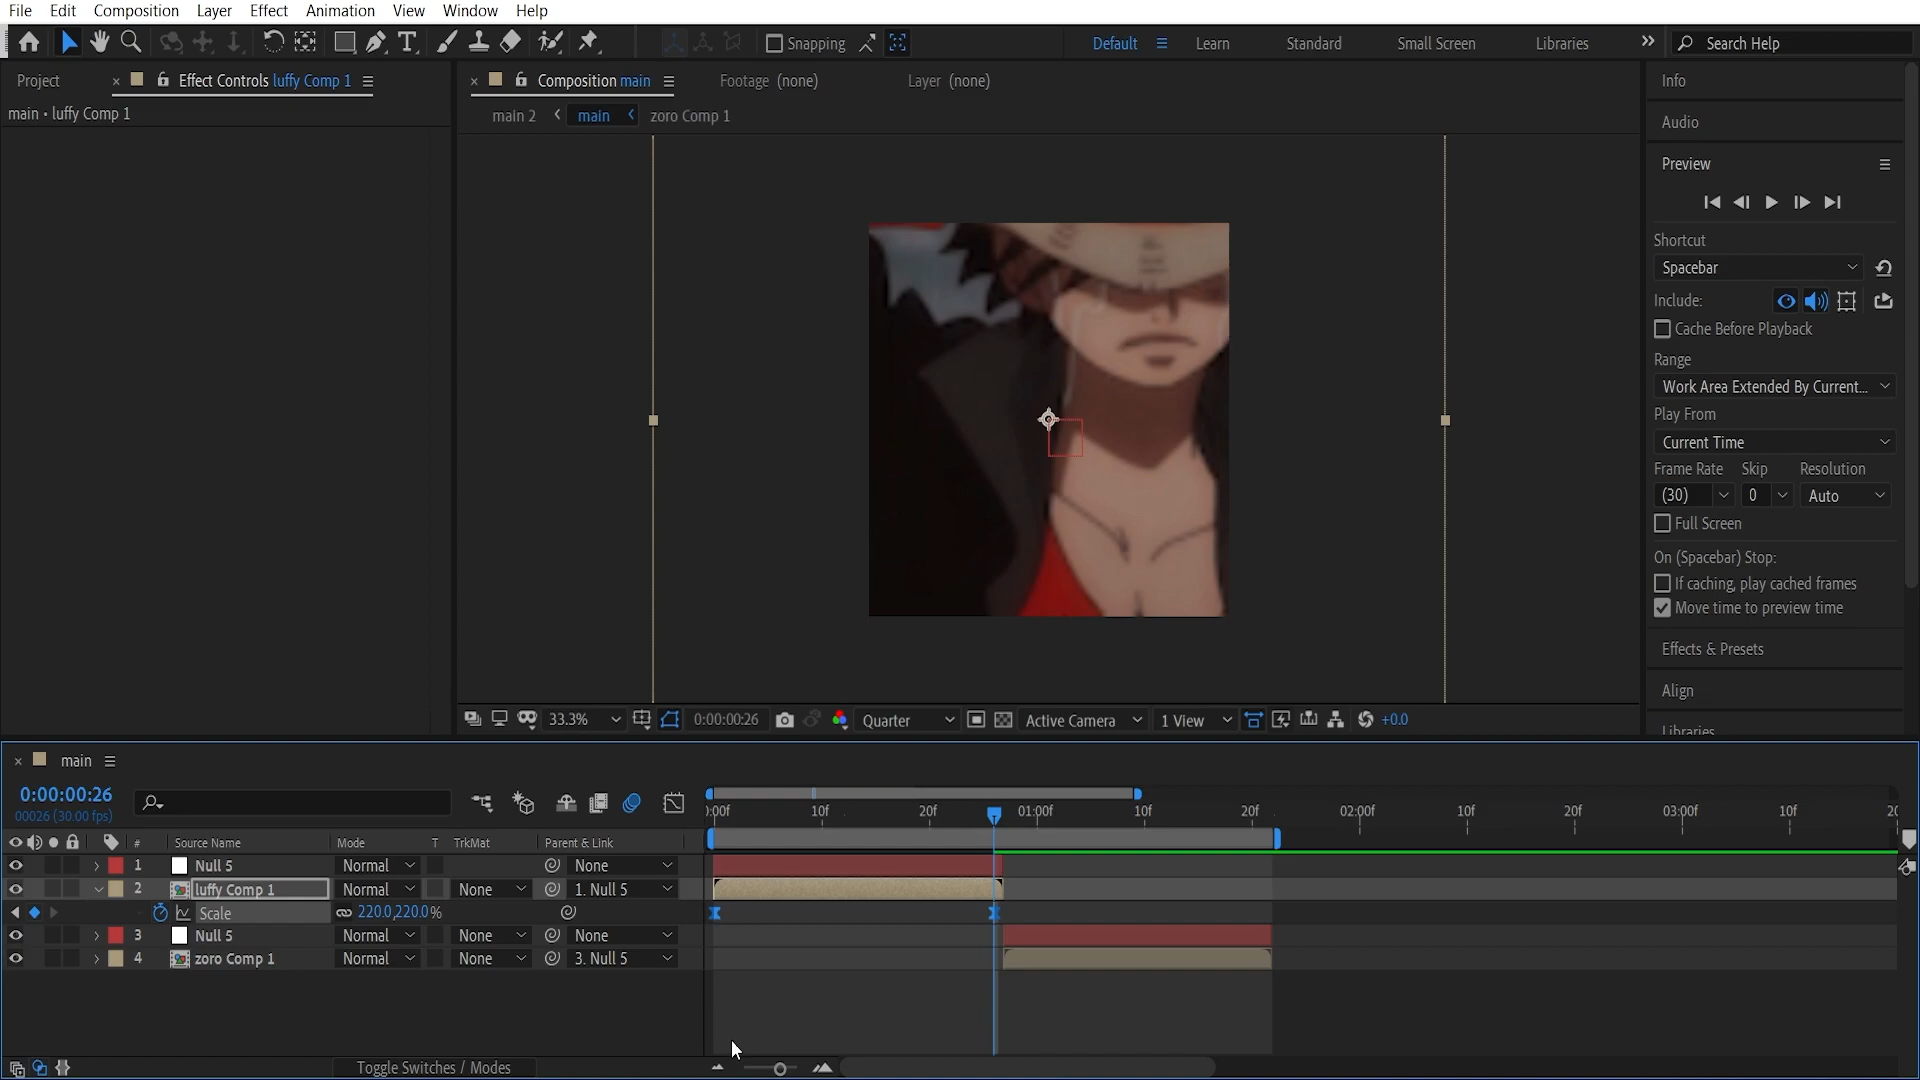 File Edit Composition Layer Effect Animation View Window Help
Snapping Default Learn Standard Small Screen Libraries Search Help
Project Effect Controls luffy Comp 1 Composition main Footage (none) Layer (none)
main • luffy Comp 1
main 2 main zoro Comp 1
Info
Audio
Preview
Shortcut
Spacebar
Include:
Cache Before Playback
Range
Work Area Extended By Current...
Play From
Current Time
Frame Rate Skip Resolution
(30) 0 Auto
Full Screen
On (Spacebar) Stop:
If caching, play cached frames
Move time to preview time
Effects & Presets
Align
Libraries
33.3% 0:00:00:26 Quarter Active Camera 1 View +0.0
main
0:00:00:26
00026 (30.00 fps)
):00f 10f 20f 01:00f 10f 20f 02:00f 10f 20f 03:00f 10f 20
# Source Name Mode T TrkMat Parent & Link
1 Null 5 Normal None
2 luffy Comp 1 Normal None 1. Null 5
Scale 220.0,220.0%
3 Null 5 Normal None None
4 zoro Comp 1 Normal None 3. Null 5
Toggle Switches / Modes